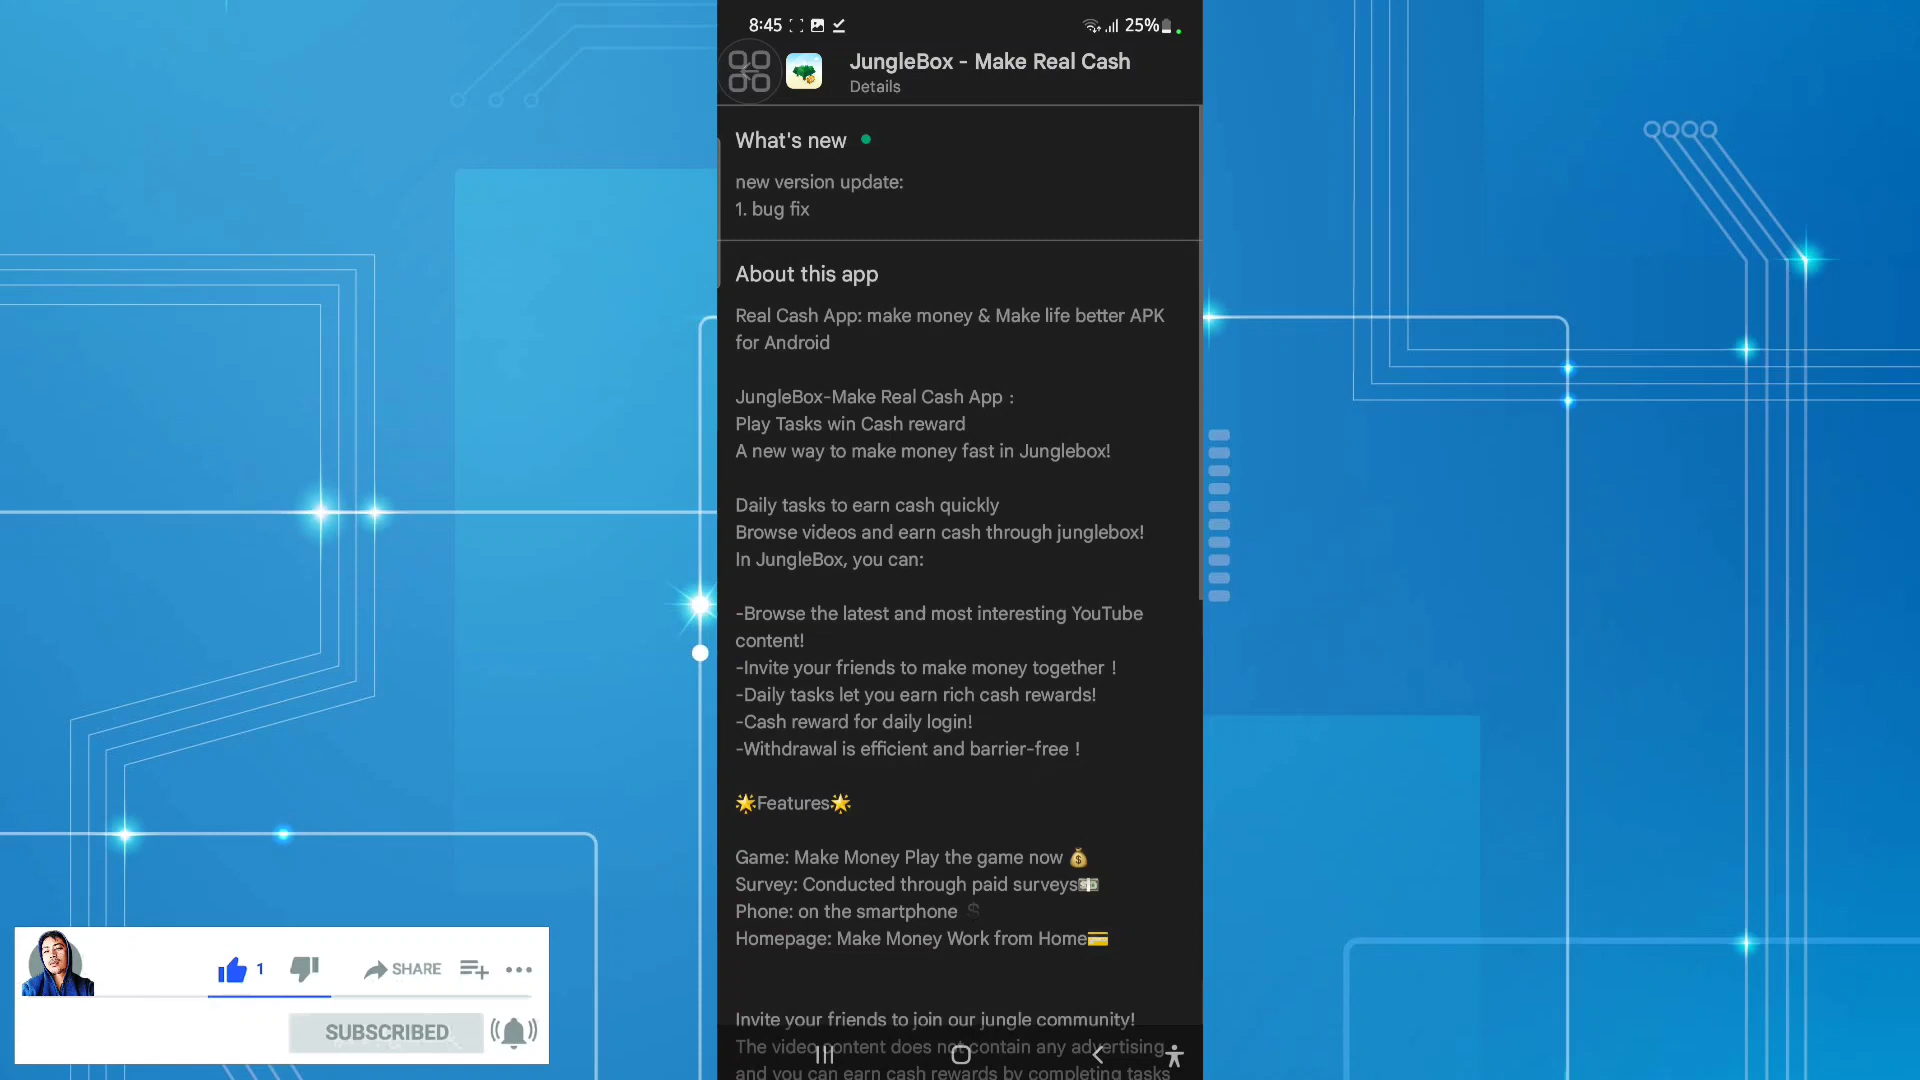 8:45
25%
JungleBox - Make Real Cash
Details
What's new
new version update:
1. bug fix
About this app
Real Cash App: make money & Make life better APK
for Android
JungleBox-Make Real Cash App :
Play Tasks win Cash reward
A new way to make money fast in Junglebox!
Daily tasks to earn cash quickly
Browse videos and earn cash through junglebox!
In JungleBox, you can:
-Browse the latest and most interesting YouTube
content!
-Invite your friends to make money together !
-Daily tasks let you earn rich cash rewards!
-Cash reward for daily login!
-Withdrawal is efficient and barrier-free !
🌟Features🌟
Game: Make Money Play the game now 💰
Survey: Conducted through paid surveys💵
Phone: on the smartphone 💲
Homepage: Make Money Work from Home💳
Invite your friends to join our jungle community!
The video content does not contain any advertising,
and you can earn cash rewards by completing tasks
1
SHARE
SUBSCRIBED